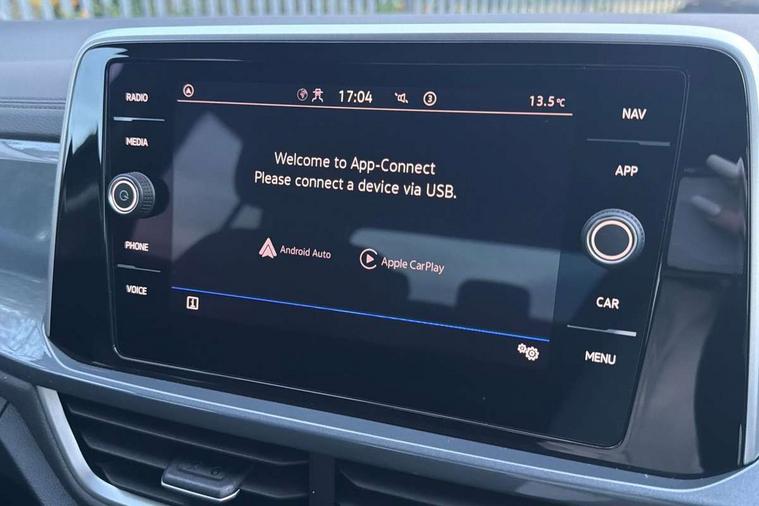 RADIO
MEDIA
PHONE
VOICE
17:04
3
13.5°C
Welcome to App-Connect
Please connect a device via USB.
Android Auto
Apple CarPlay
NAV
APP
CAR
MENU